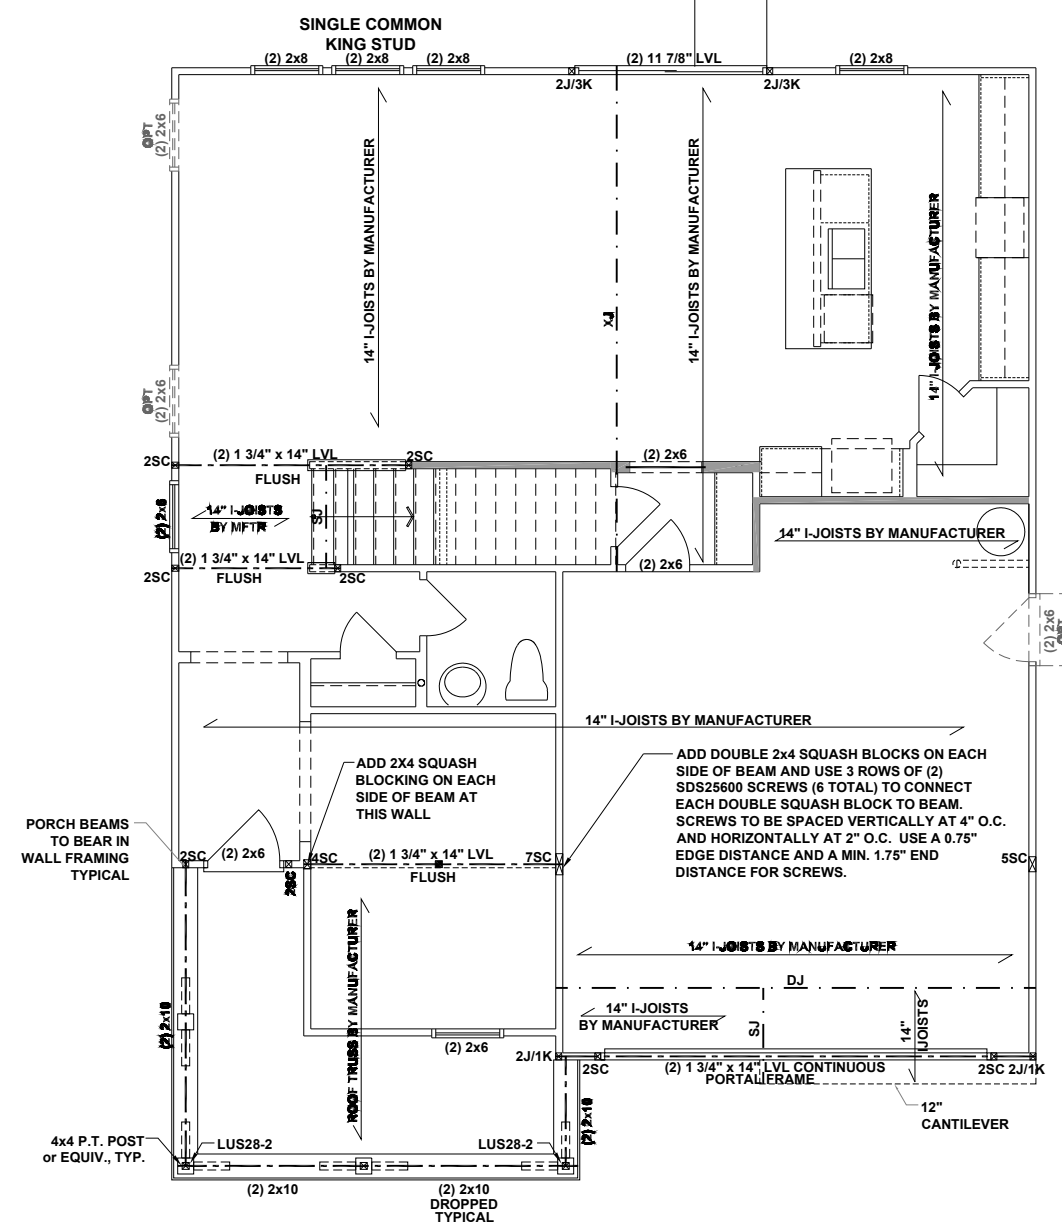 SINGLE COMMON
KING STUD
(2) 2x8
(2) 2x8
(2) 2x8
(2) 11 7/8" LVL
(2) 2x8
2J/3K
2J/3K
OPT
(2) 2x6
14" I-JOISTS BY MANUFACTURER
14" I-JOISTS BY MANUFACTURER
14" I-JOISTS BY MANUFACTURER
XJ
OPT
(2) 2x6
2SC
(2) 1 3/4" x 14" LVL
2SC
FLUSH
(2) 2x6
(2) 2x6
14" I-JOISTS
BY MFTR
SJ
14" I-JOISTS BY MANUFACTURER
(2) 1 3/4" x 14" LVL
2SC
FLUSH
2SC
(2) 2x6
(2) 2x6
OPT
14" I-JOISTS BY MANUFACTURER
ADD 2X4 SQUASH
BLOCKING ON EACH
SIDE OF BEAM AT
THIS WALL
ADD DOUBLE 2x4 SQUASH BLOCKS ON EACH
SIDE OF BEAM AND USE 3 ROWS OF (2)
SDS25600 SCREWS (6 TOTAL) TO CONNECT
EACH DOUBLE SQUASH BLOCK TO BEAM.
SCREWS TO BE SPACED VERTICALLY AT 4" O.C.
AND HORIZONTALLY AT 2" O.C. USE A 0.75"
EDGE DISTANCE AND A MIN. 1.75" END
DISTANCE FOR SCREWS.
PORCH BEAMS
TO BEAR IN
WALL FRAMING
TYPICAL
2SC
(2) 2x6
2SC
4SC
(2) 1 3/4" x 14" LVL
7SC
FLUSH
5SC
14" I-JOISTS BY MANUFACTURER
DJ
ROOF TRUSS BY MANUFACTURER
14" I-JOISTS
BY MANUFACTURER
SJ
14"
IJOISTS
(2) 2x10
(2) 2x6
2J/1K
2SC
(2) 1 3/4" x 14" LVL CONTINUOUS
PORTAL FRAME
2SC
2J/1K
12"
CANTILEVER
(2) 2x10
4x4 P.T. POST
or EQUIV., TYP.
LUS28-2
LUS28-2
(2) 2x10
(2) 2x10
DROPPED
TYPICAL